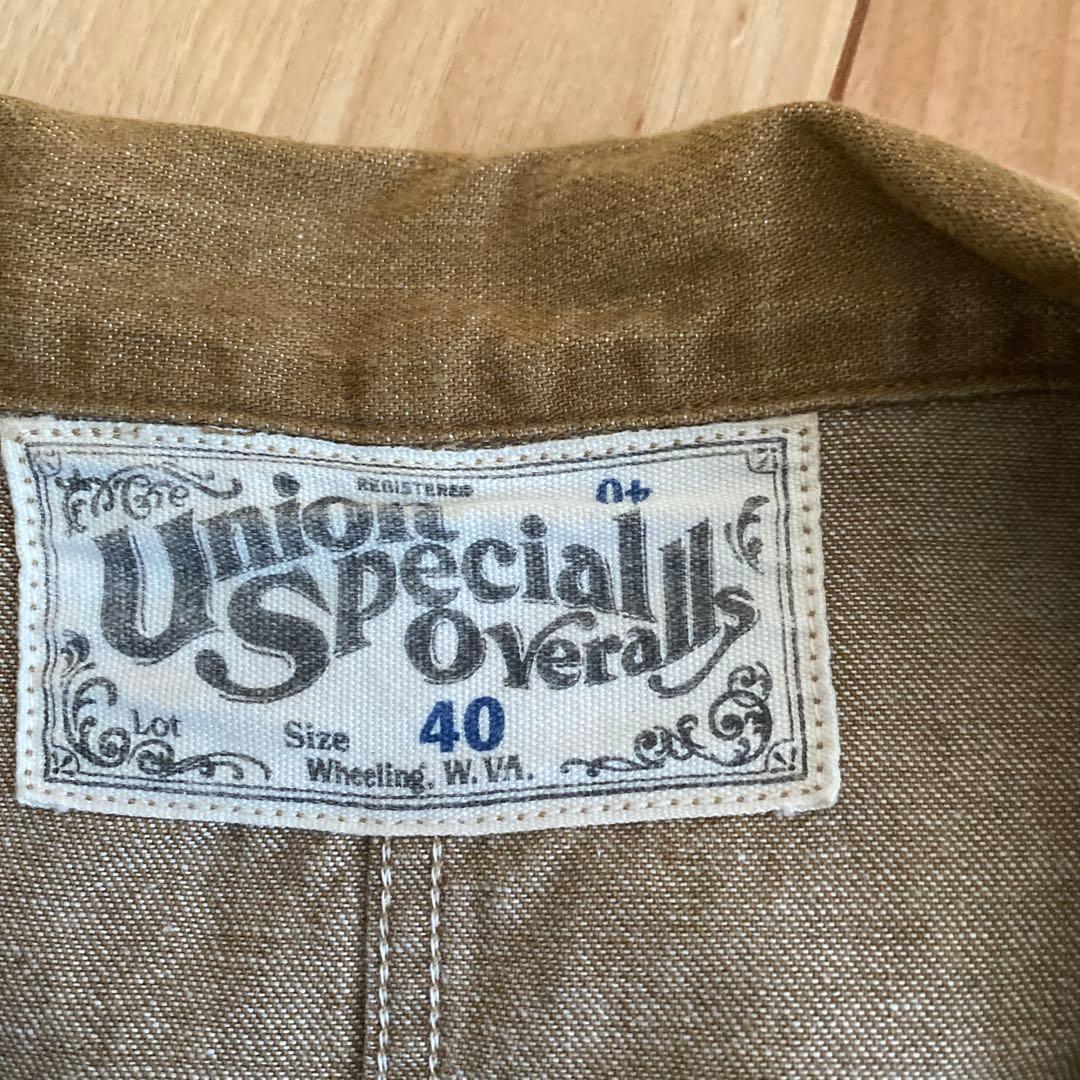 The
REGISTERED
Union
Special
Overalls
40
Lot
Size 40
Wheeling, W. VA.